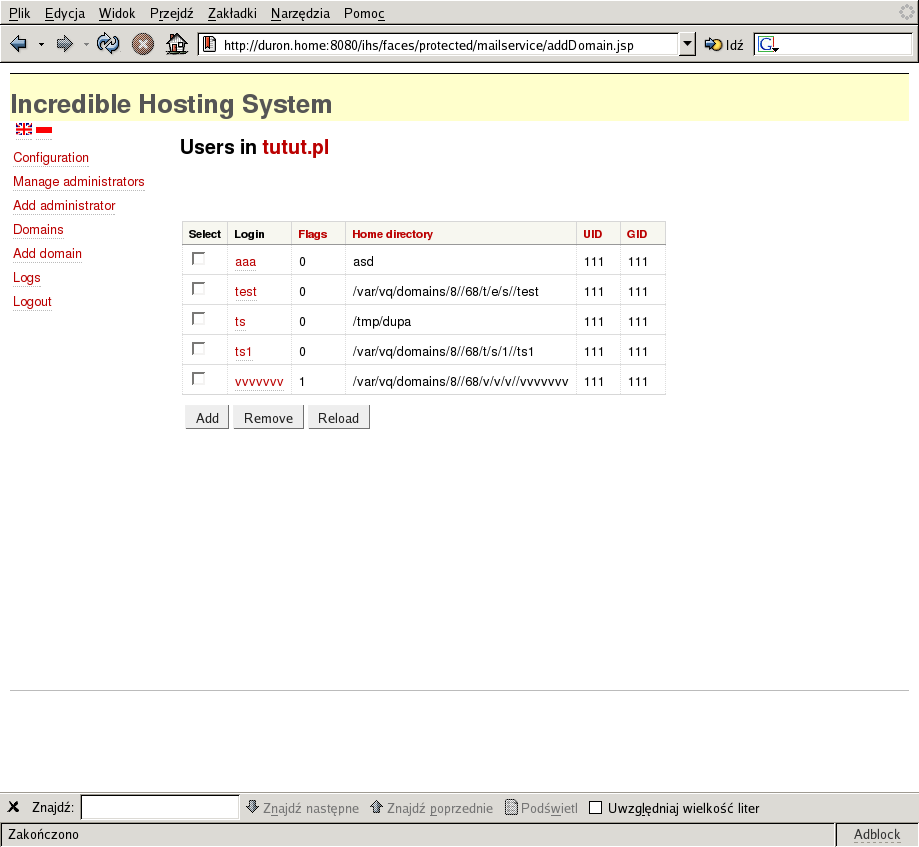 Plik Edycja Widok Przejdź Zakładki Narzędzia Pomoc
http://duron.home:8080/ihs/faces/protected/mailservice/addDomain.jsp Idź G
Incredible Hosting System
Users in tutut.pl
Configuration
Manage administrators
Add administrator
Domains
Add domain
Logs
Logout
Select Login Flags Home directory UID GID
aaa 0 asd 111 111
test 0 /var/vq/domains/8//68/t/e/s//test 111 111
ts 0 /tmp/dupa 111 111
ts1 0 /var/vq/domains/8//68/t/s/1//ts1 111 111
vvvvvvv 1 /var/vq/domains/8//68/v/v/v//vvvvvvv 111 111
Add Remove Reload
Znajdź: Znajdź następne Znajdź poprzednie Podświetl Uwzględniaj wielkość liter
Zakończono Adblock